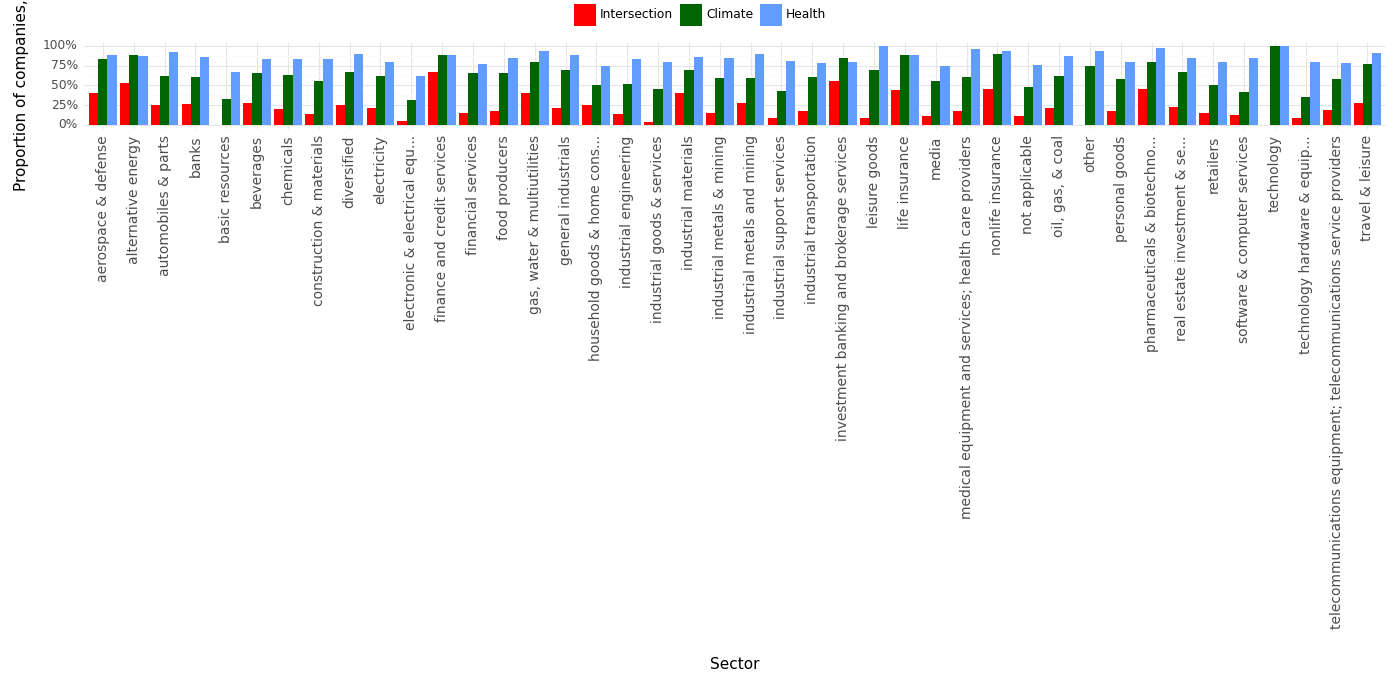 Intersection Climate Health
Proportion of companies,
100%
75%
50%
25%
0%
aerospace & defense
alternative energy
automobiles & parts
banks
basic resources
beverages
chemicals
construction & materials
diversified
electricity
electronic & electrical equ...
finance and credit services
financial services
food producers
gas, water & multiutilities
general industrials
household goods & home cons...
industrial engineering
industrial goods & services
industrial materials
industrial metals & mining
industrial metals and mining
industrial support services
industrial transportation
investment banking and brokerage services
leisure goods
life insurance
media
medical equipment and services; health care providers
nonlife insurance
not applicable
oil, gas, & coal
other
personal goods
pharmaceuticals & biotechno...
real estate investment & se...
retailers
software & computer services
technology
technology hardware & equip...
telecommunications equipment; telecommunications service providers
travel & leisure
Sector